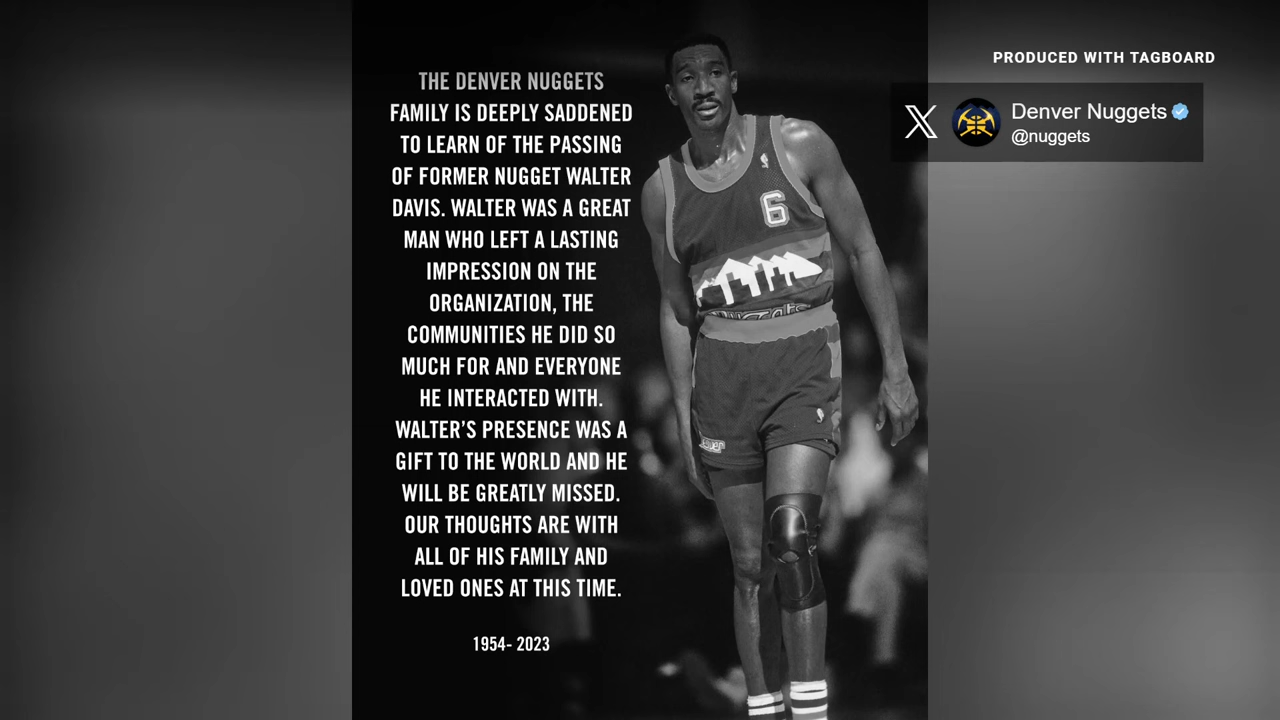 THE DENVER NUGGETS
FAMILY IS DEEPLY SADDENED
TO LEARN OF THE PASSING
OF FORMER NUGGET WALTER
DAVIS. WALTER WAS A GREAT
MAN WHO LEFT A LASTING
IMPRESSION ON THE
ORGANIZATION, THE
COMMUNITIES HE DID SO
MUCH FOR AND EVERYONE
HE INTERACTED WITH.
WALTER'S PRESENCE WAS A
GIFT TO THE WORLD AND HE
WILL BE GREATLY MISSED.
OUR THOUGHTS ARE WITH
ALL OF HIS FAMILY AND
LOVED ONES AT THIS TIME.
1954- 2023
6
PRODUCED WITH TAGBOARD
Denver Nuggets
@nuggets